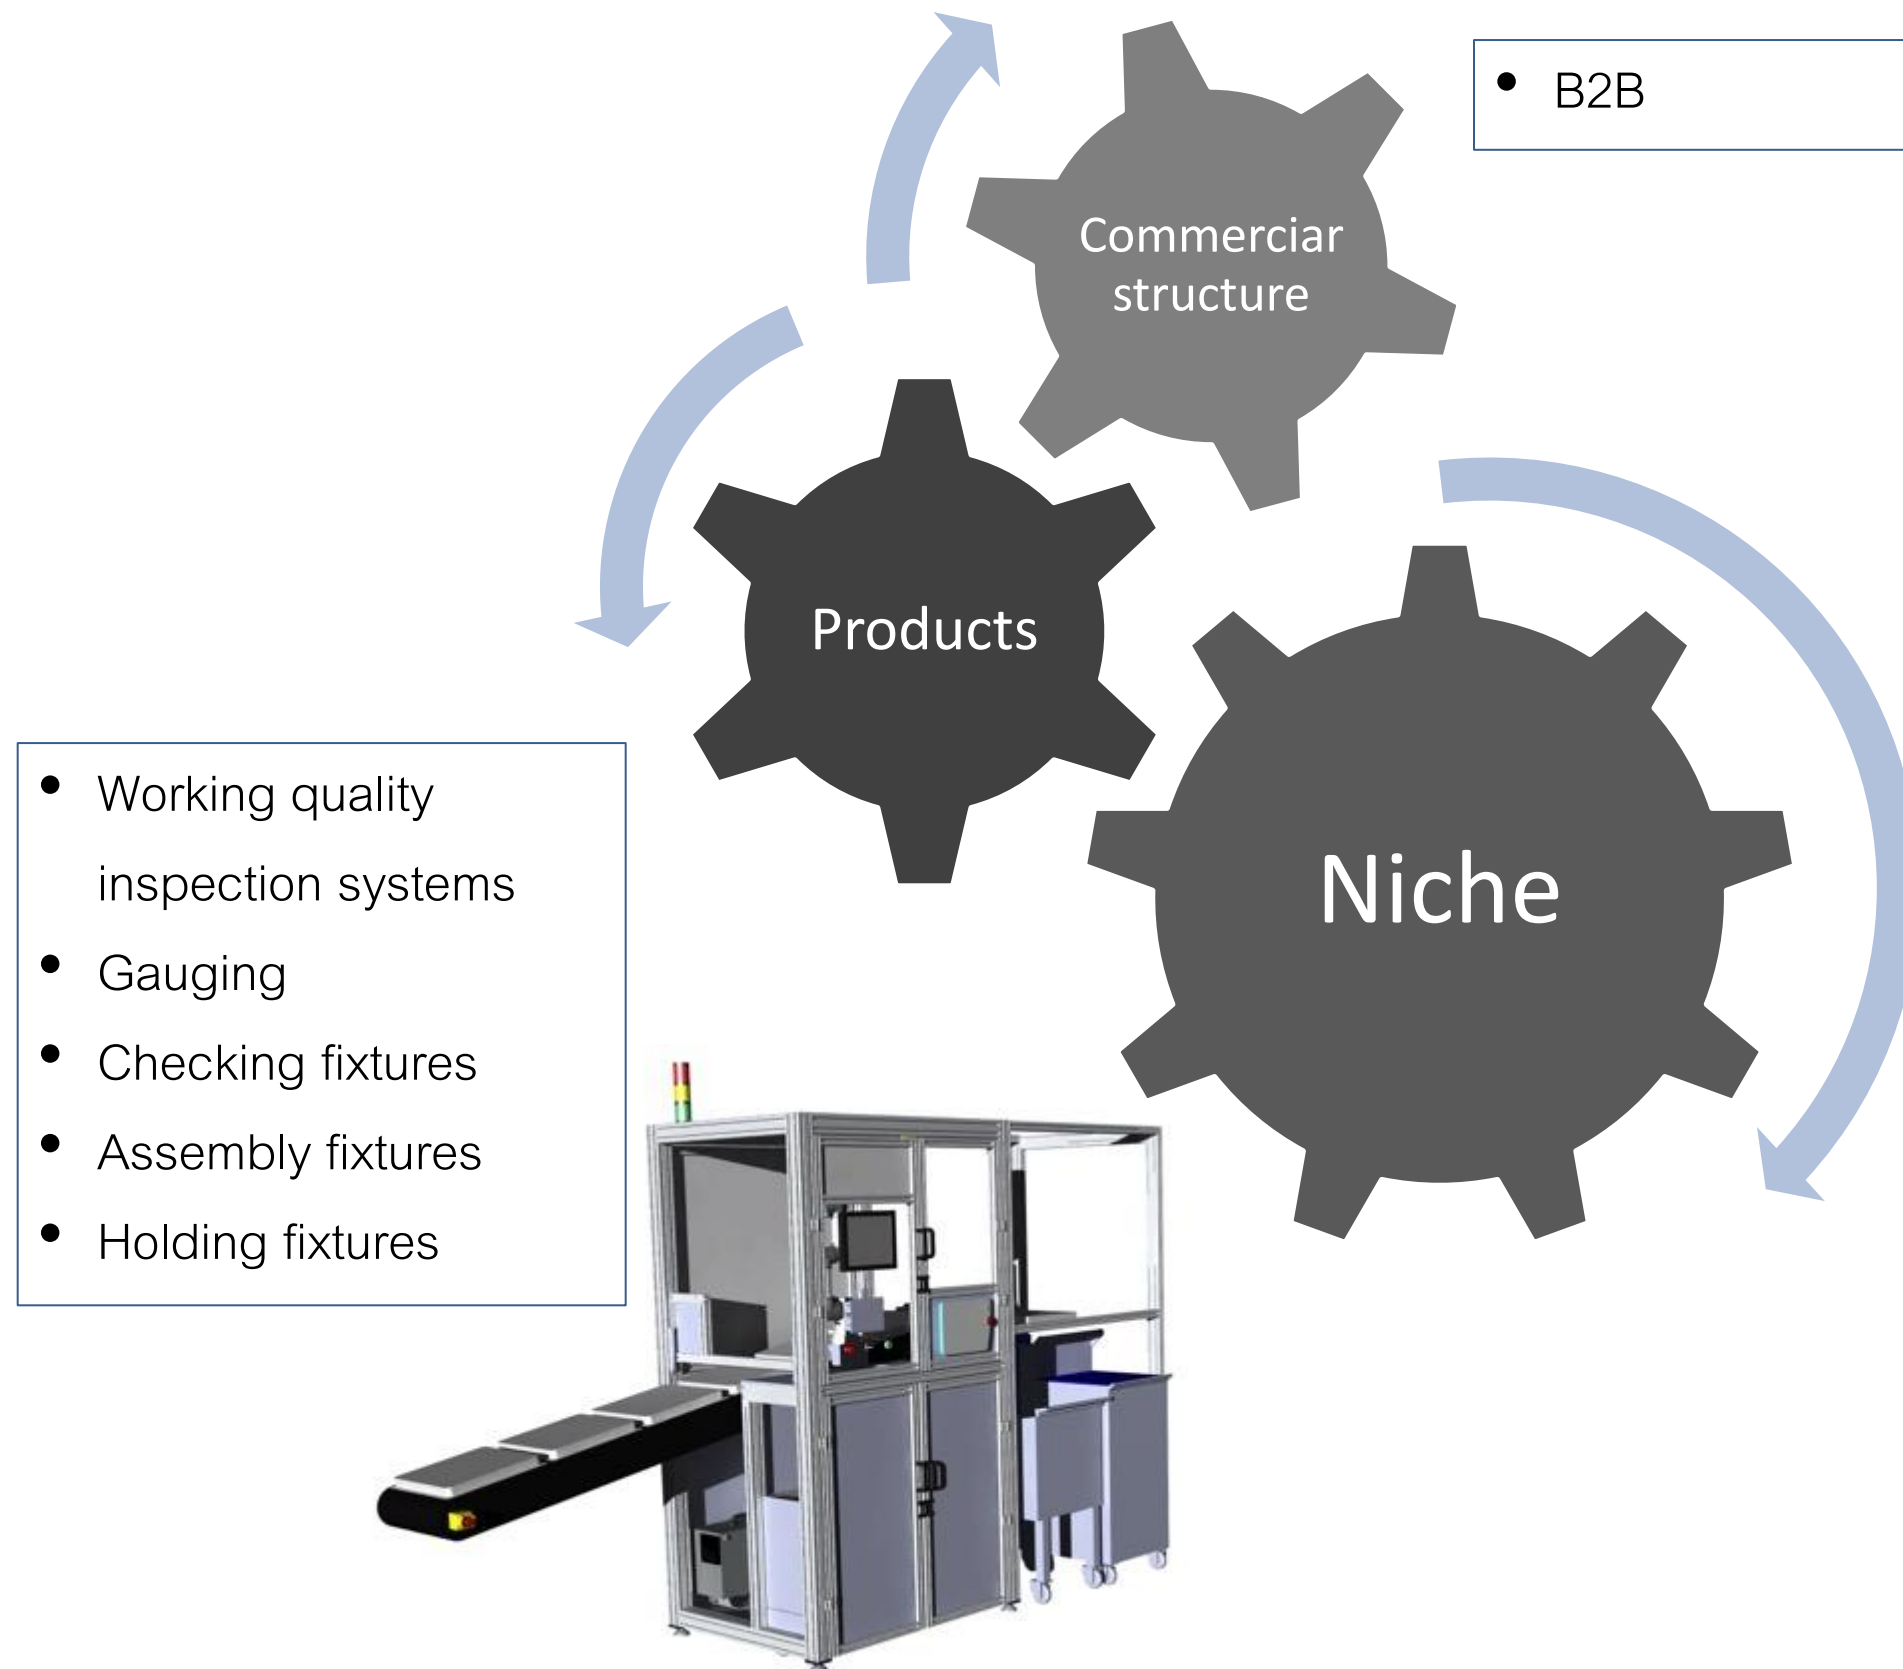 • B2B
Commerciar
structure
Products
Niche
• Working quality
inspection systems
• Gauging
• Checking fixtures
• Assembly fixtures
• Holding fixtures